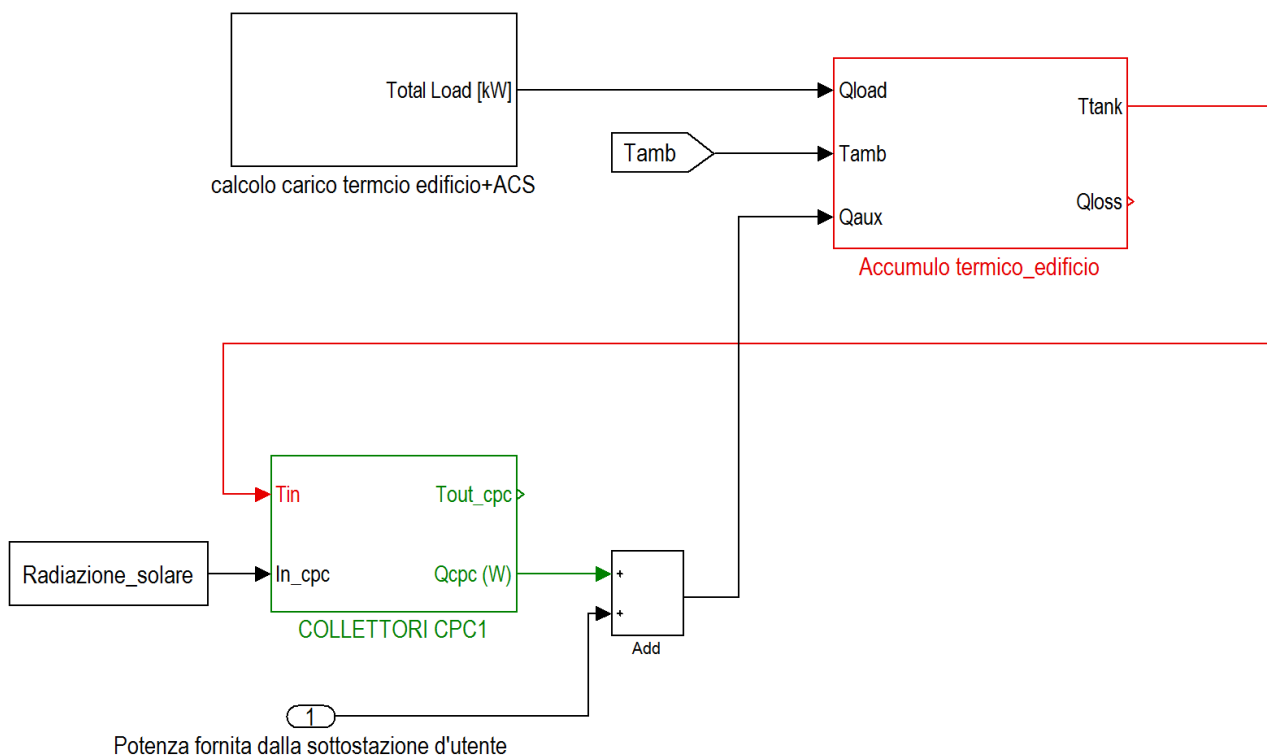 Total Load [kW]
calcolo carico termcio edificio+ACS
Tamb
Qload
Tamb
Qaux
Ttank
Qloss
Accumulo termico_edificio
Radiazione_solare
Tin
In_cpc
Tout_cpc
Qcpc (W)
COLLETTORI CPC1
+
+
Add
1
Potenza fornita dalla sottostazione d'utente